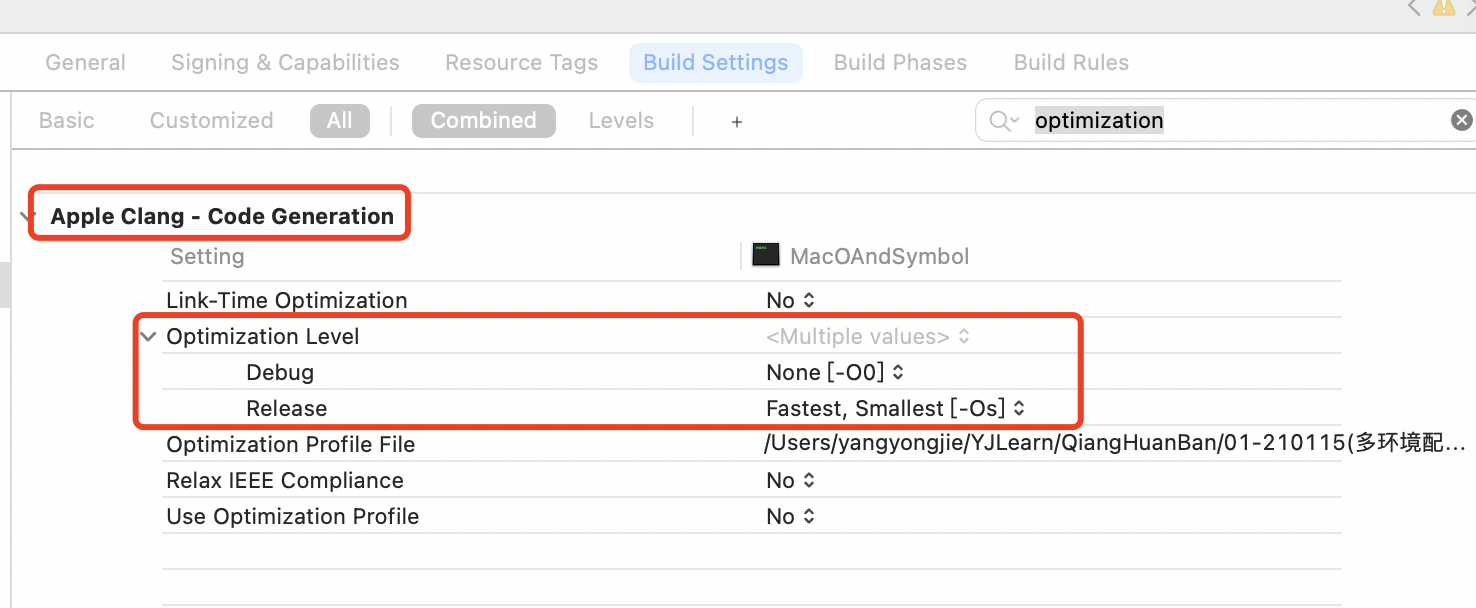 General Signing & Capabilities Resource Tags Build Settings Build Phases Build Rules
Basic Customized All Combined Levels + optimization
Apple Clang - Code Generation
Setting MacOAndSymbol
Link-Time Optimization No
Optimization Level <Multiple values>
Debug None [-O0]
Release Fastest, Smallest [-Os]
Optimization Profile File /Users/yangyongjie/YJLearn/QiangHuanBan/01-210115(多环境配...
Relax IEEE Compliance No
Use Optimization Profile No